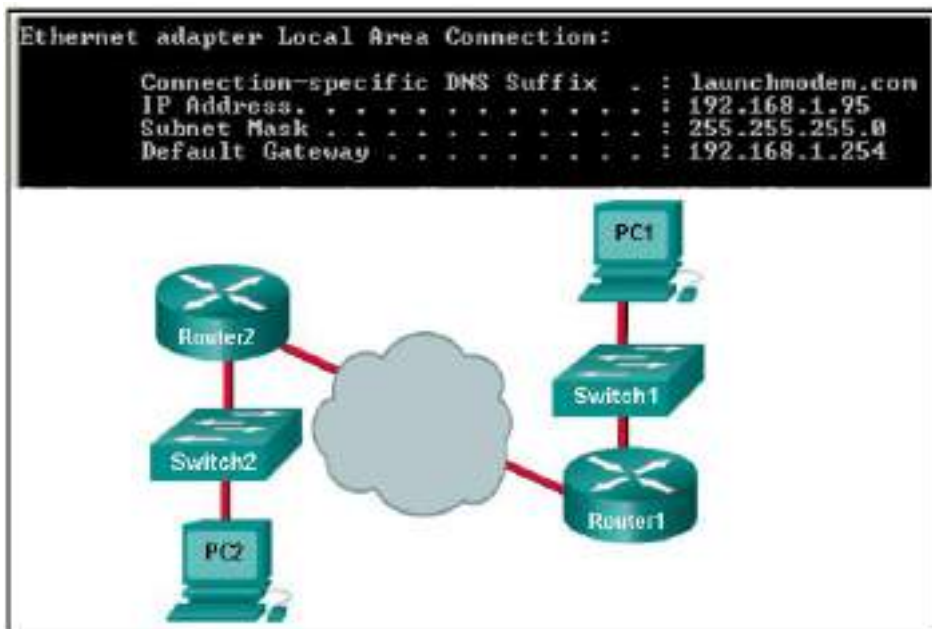 Ethernet adapter Local Area Connection:
Connection-specific DNS Suffix . : launchmodem.com
IP Address. . . . . . . . . . . . : 192.168.1.95
Subnet Mask . . . . . . . . . . . : 255.255.255.0
Default Gateway . . . . . . . . . : 192.168.1.254
PC1
Router2
Switch1
Switch2
Router1
PC2